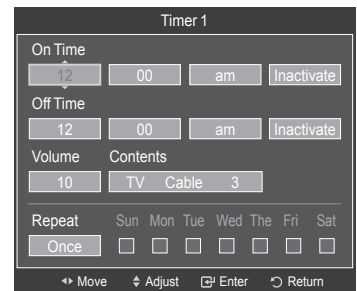 Timer 1
On Time
12 00 am Inactivate
Off Time
12 00 am Inactivate
Volume Contents
10 TV Cable 3
Repeat Sun Mon Tue Wed The Fri Sat
Once
Move Adjust Enter Return